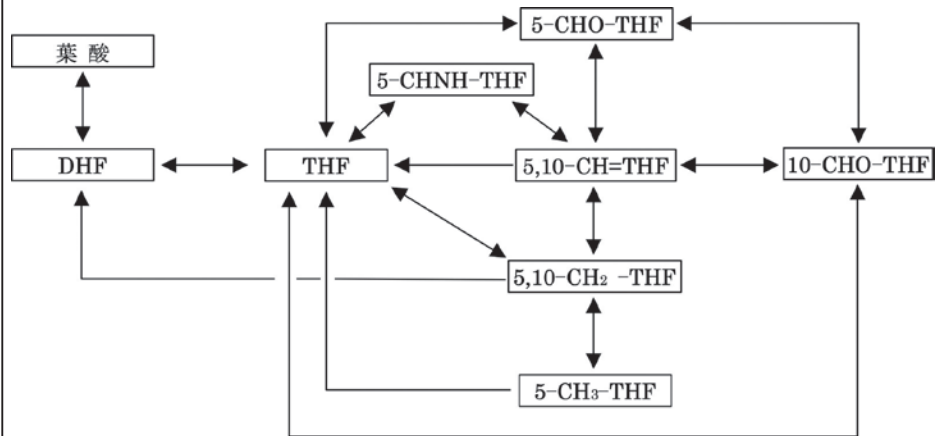 5-CHO-THF
葉 酸
5-CHNH-THF
DHF
THF
5,10-CH=THF
10-CHO-THF
5,10-CH₂ -THF
5-CH₃-THF